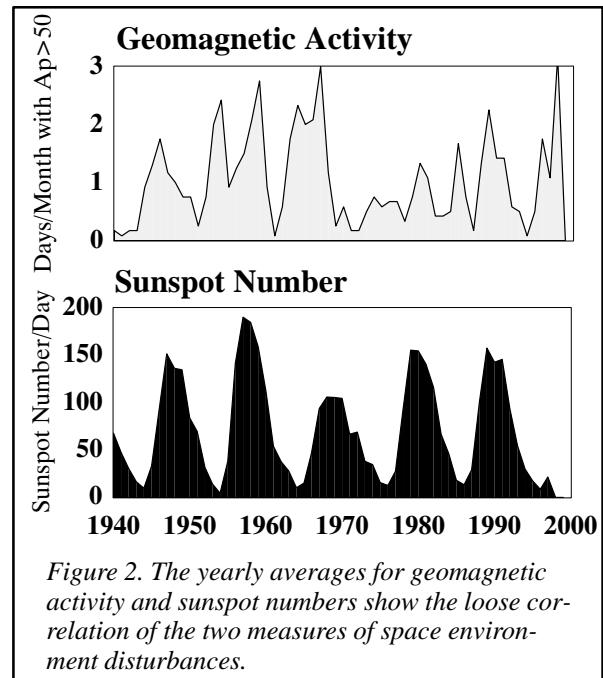 Geomagnetic Activity
Days/Month with Ap>50
3
2
1
0
Sunspot Number
Sunspot Number/Day
200
150
100
50
0
1940 1950 1960 1970 1980 1990 2000
Figure 2. The yearly averages for geomagnetic
activity and sunspot numbers show the loose cor-
relation of the two measures of space environ-
ment disturbances.